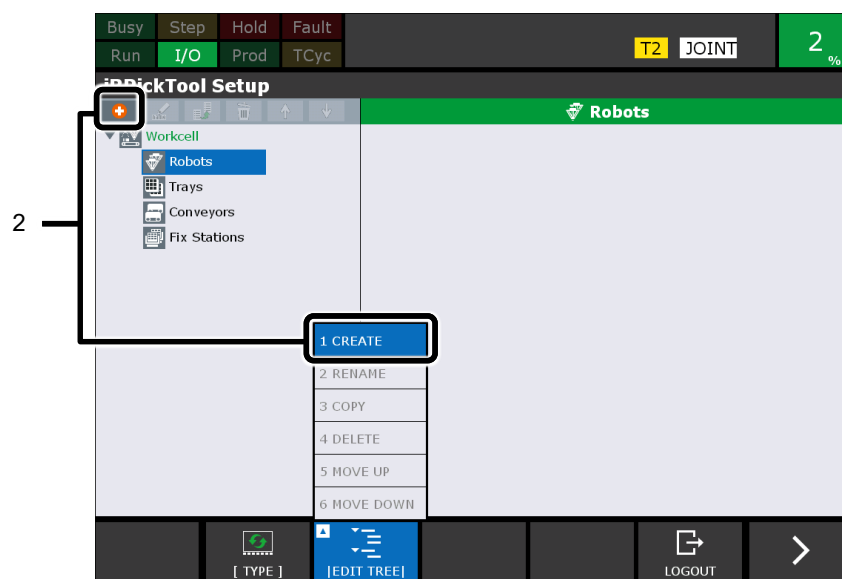 Busy Step Hold Fault
Run I/O Prod TCyc
T2 JOINT
2 %
iRPickTool Setup
Robots
Workcell
Robots
Trays
Conveyors
Fix Stations
2
1 CREATE
2 RENAME
3 COPY
4 DELETE
5 MOVE UP
6 MOVE DOWN
[ TYPE ] |EDIT TREE| LOGOUT